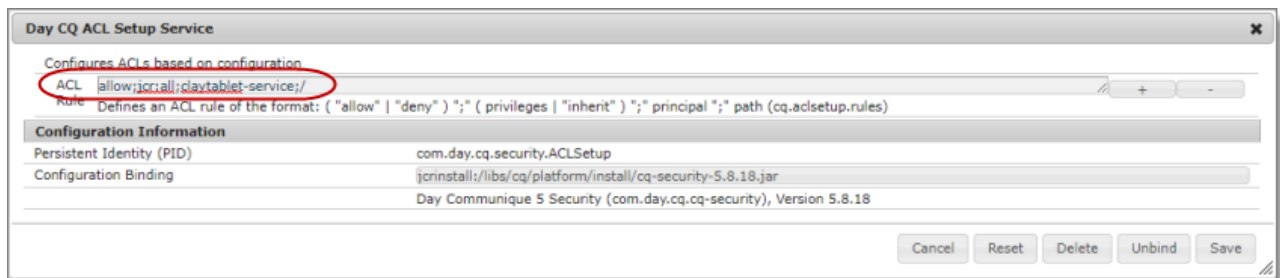 Day CQ ACL Setup Service ✖
Configures ACLs based on configuration
ACL Rule allow;jcr:all;claytablet-service;/ + -
Defines an ACL rule of the format: ( "allow" | "deny" ) ";" ( privileges | "inherit" ) ";" principal ";" path (cq.aclsetup.rules)
Configuration Information
Persistent Identity (PID) com.day.cq.security.ACLSetup
Configuration Binding jcrinstall:/libs/cq/platform/install/cq-security-5.8.18.jar
Day Communique 5 Security (com.day.cq.cq-security), Version 5.8.18
Cancel Reset Delete Unbind Save